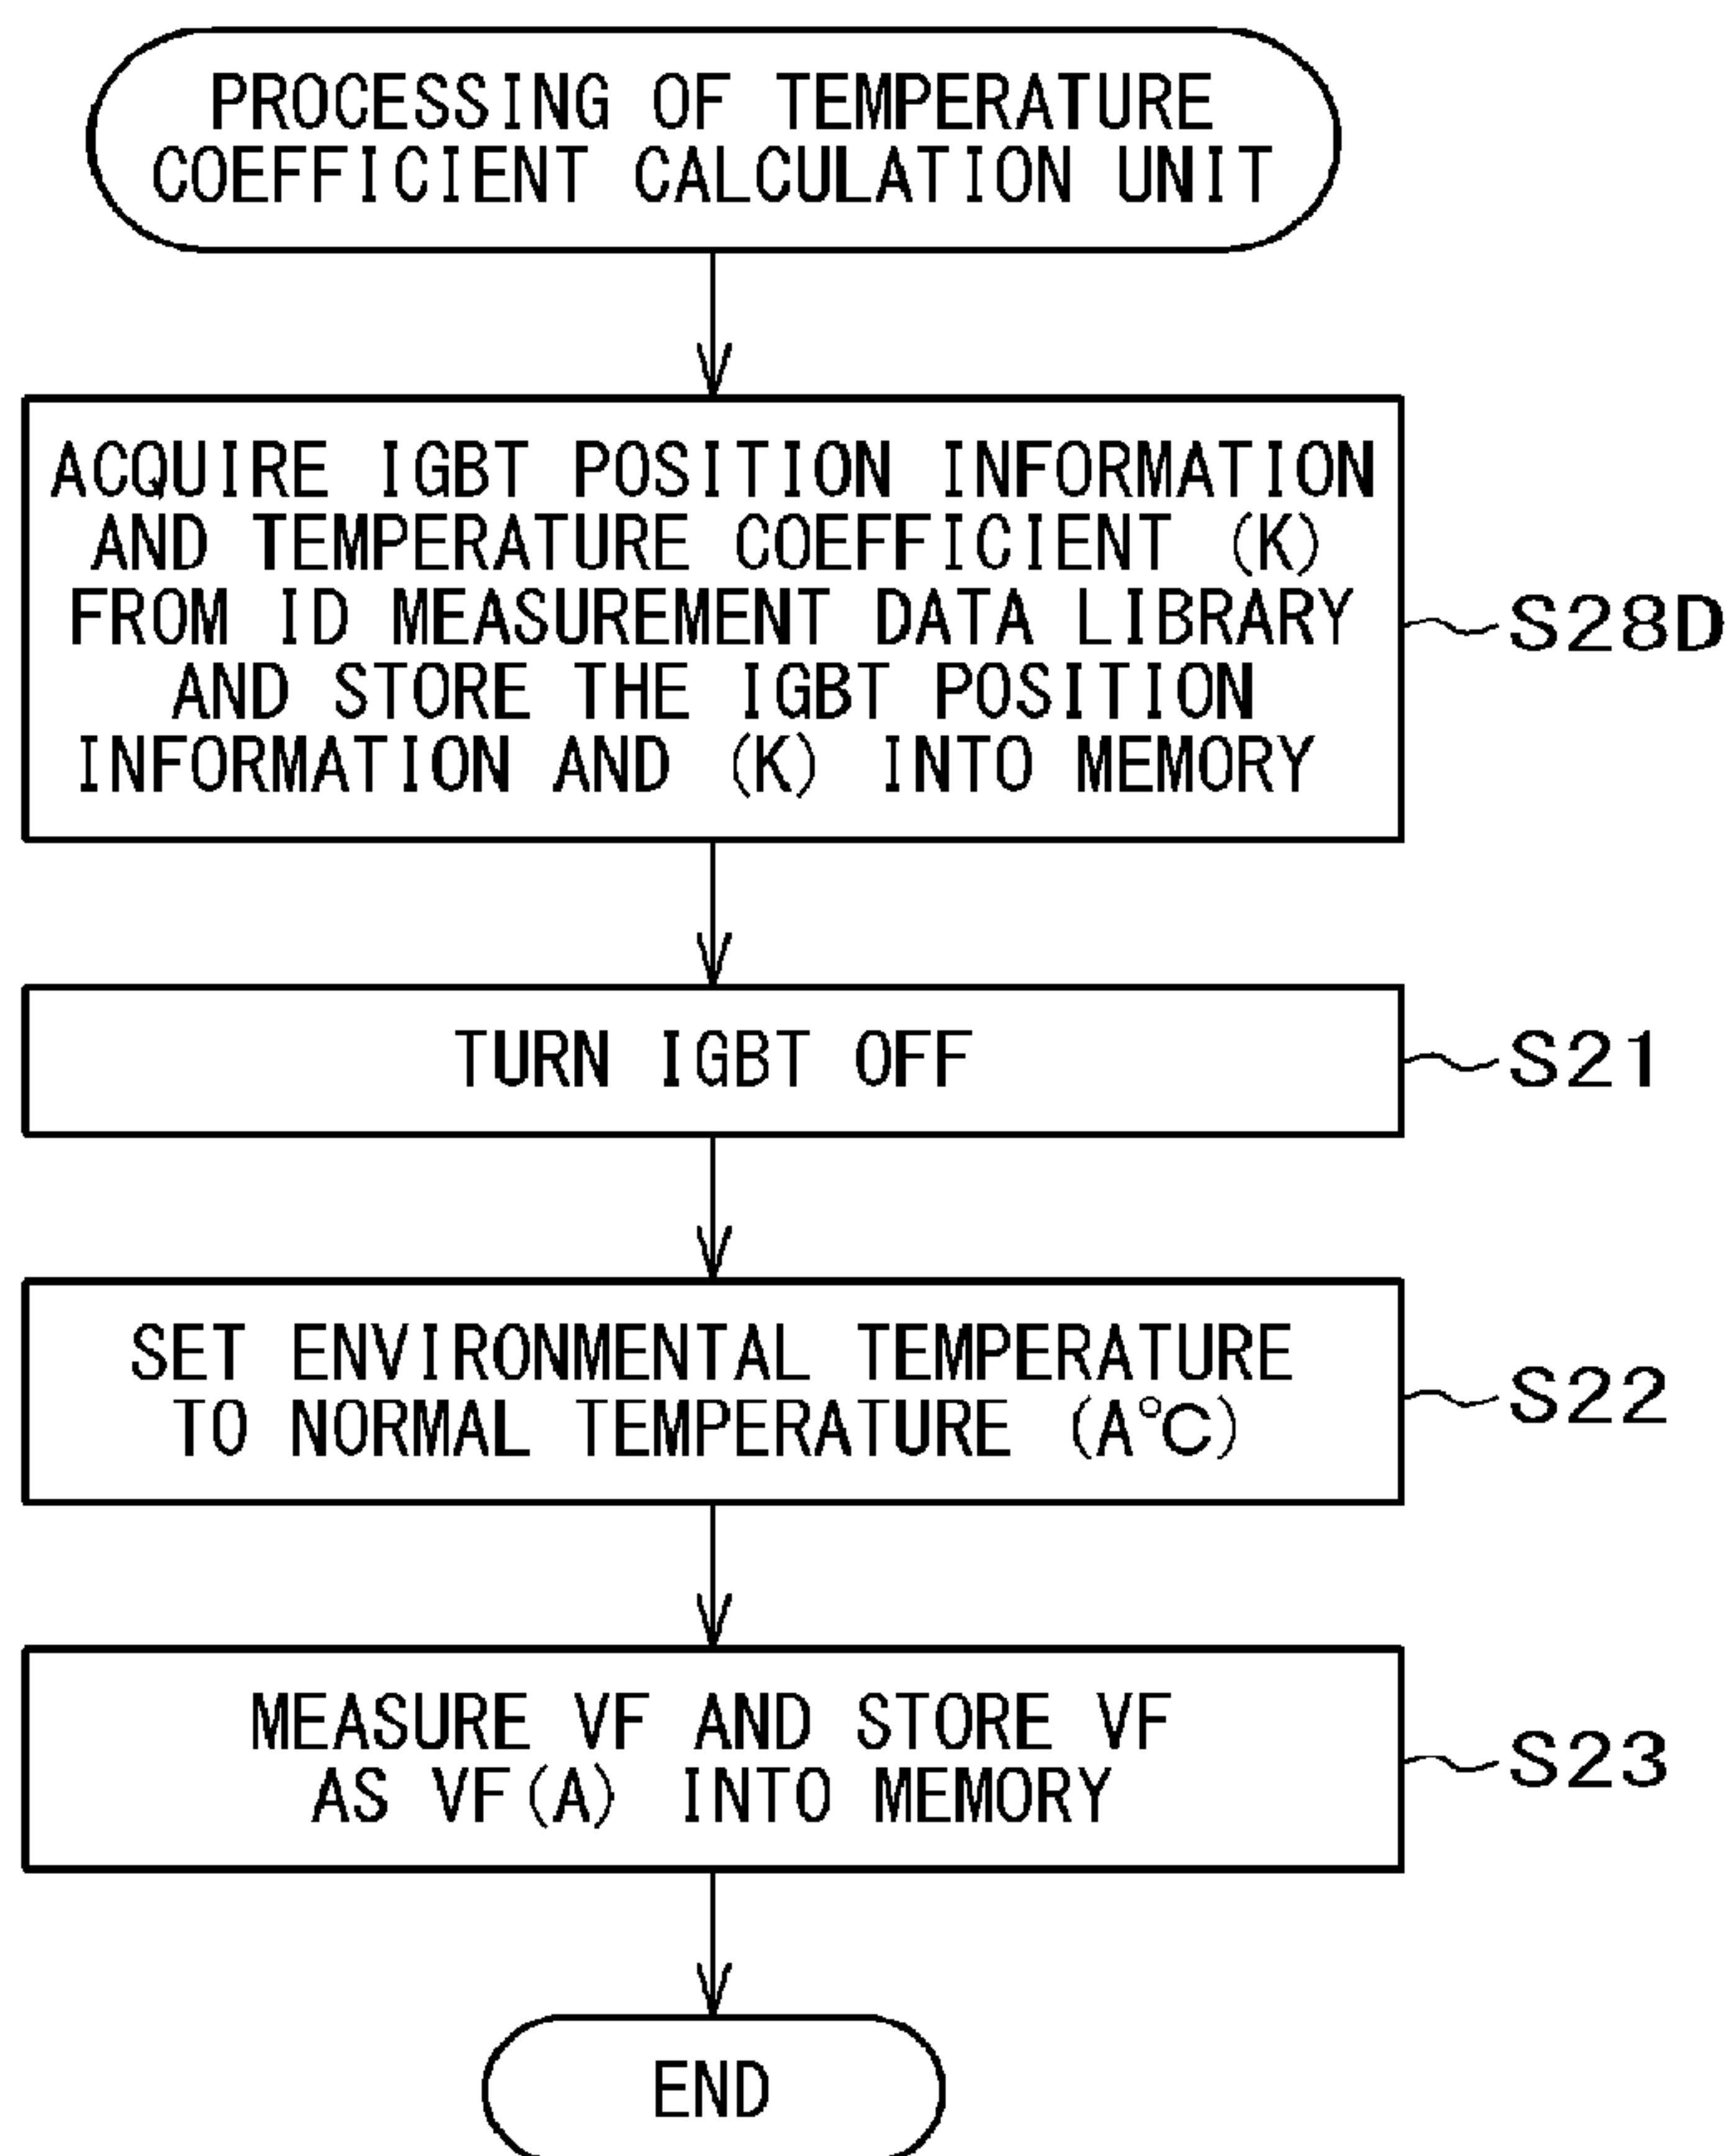 PROCESSING OF TEMPERATURE
COEFFICIENT CALCULATION UNIT
ACQUIRE IGBT POSITION INFORMATION
AND TEMPERATURE COEFFICIENT (K)
FROM ID MEASUREMENT DATA LIBRARY
AND STORE THE IGBT POSITION
INFORMATION AND (K) INTO MEMORY
S28D
TURN IGBT OFF
S21
SET ENVIRONMENTAL TEMPERATURE
TO NORMAL TEMPERATURE (A°C)
S22
MEASURE VF AND STORE VF
AS VF(A) INTO MEMORY
S23
END